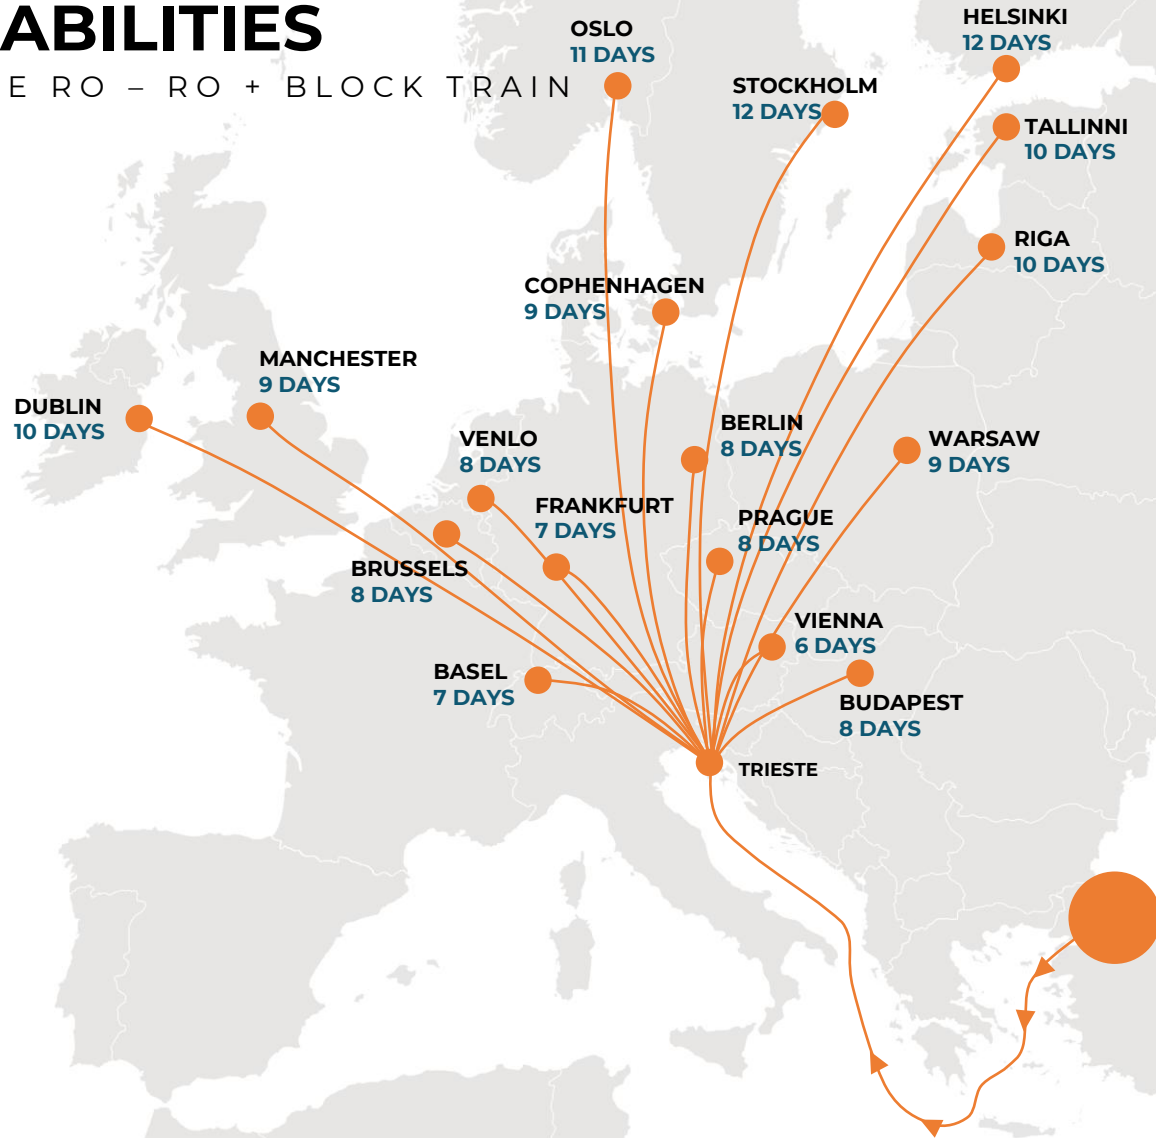 ABILITIES
E RO – RO + BLOCK TRAIN
OSLO
11 DAYS
HELSINKI
12 DAYS
STOCKHOLM
12 DAYS
TALLINNI
10 DAYS
RIGA
10 DAYS
COPHENHAGEN
9 DAYS
MANCHESTER
9 DAYS
DUBLIN
10 DAYS
VENLO
8 DAYS
BERLIN
8 DAYS
WARSAW
9 DAYS
FRANKFURT
7 DAYS
PRAGUE
8 DAYS
BRUSSELS
8 DAYS
VIENNA
6 DAYS
BASEL
7 DAYS
BUDAPEST
8 DAYS
TRIESTE